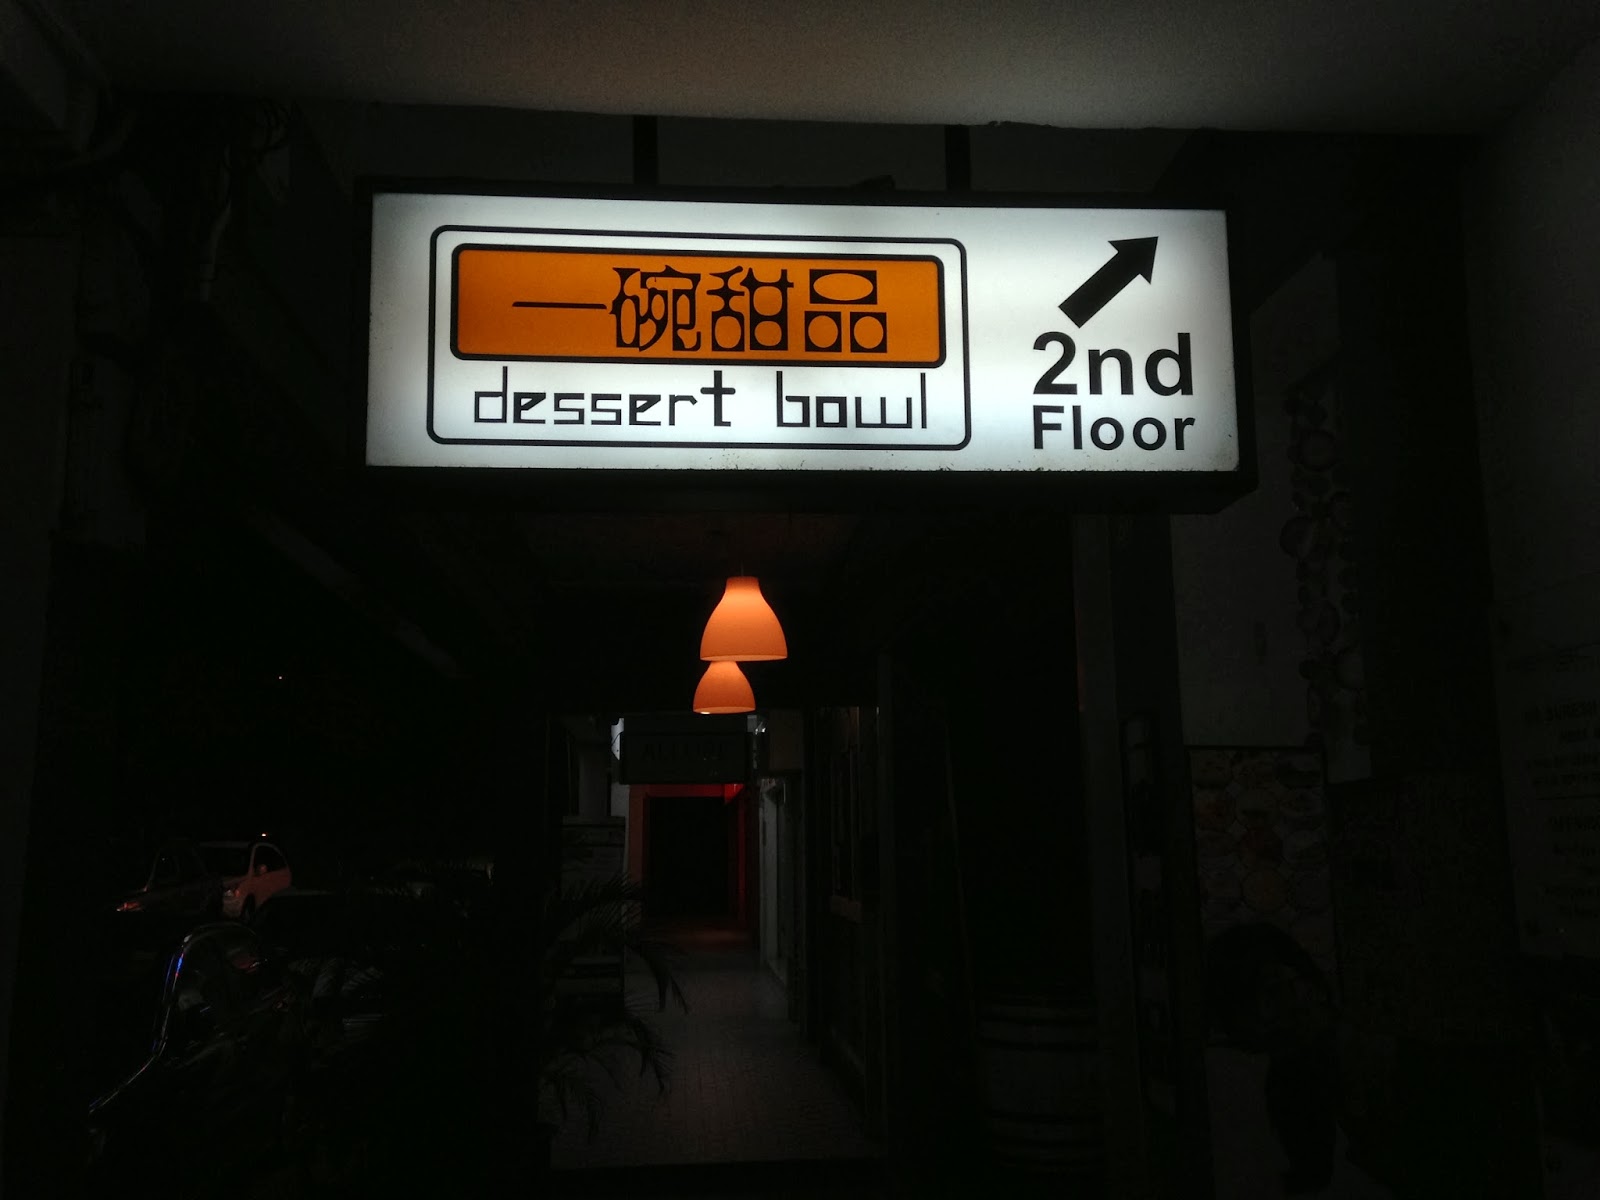 一碗甜品
dessert bowl
2nd
Floor